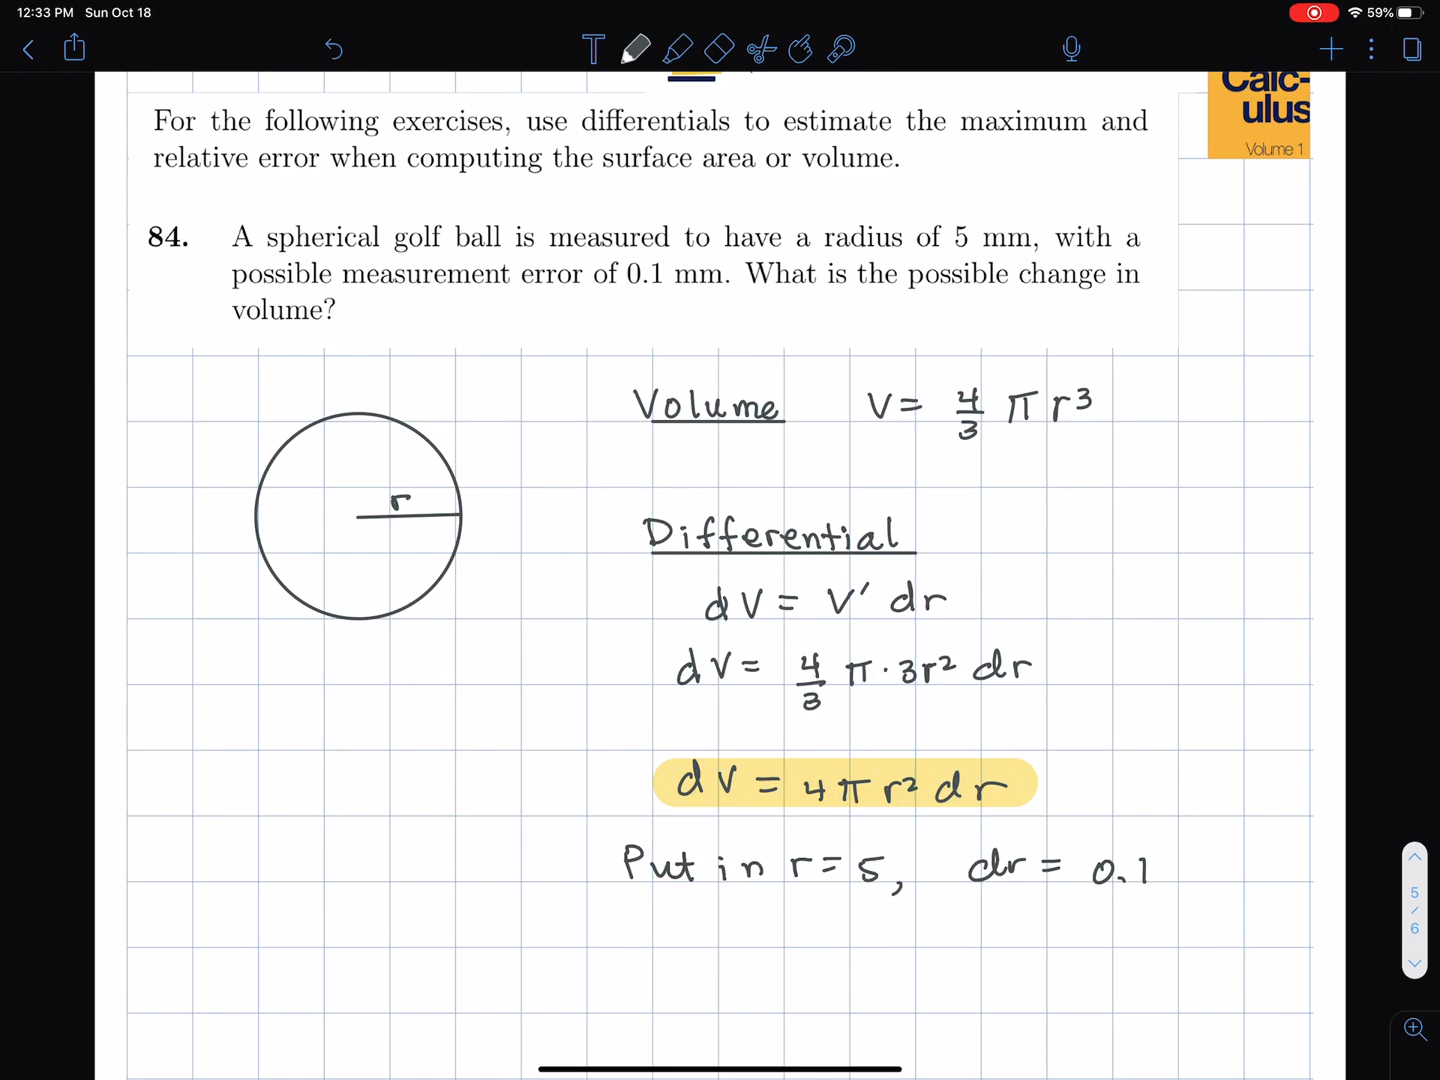 12:33 PM Sun Oct 18
59%
T
Calc-
ulus
Volume 1
For the following exercises, use differentials to estimate the maximum and
relative error when computing the surface area or volume.
84. A spherical golf ball is measured to have a radius of 5 mm, with a
possible measurement error of 0.1 mm. What is the possible change in
volume?
Volume V = 4/3 π r³
r
Differential
dV = V' dr
dV = 4/3 π · 3r² dr
dV = 4πr² dr
Put in r = 5, dr = 0.1
5
/
6